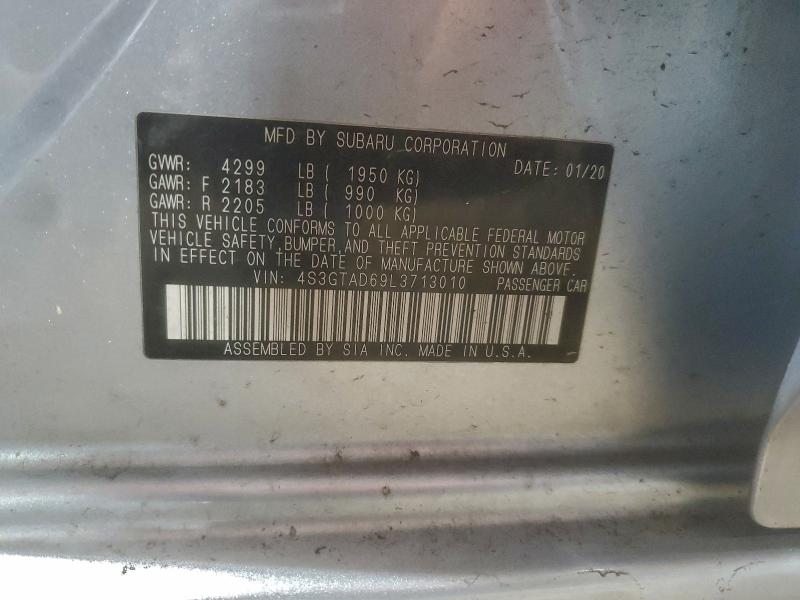 MFD BY SUBARU CORPORATION
GVWR: 4299 LB ( 1950 KG) DATE: 01/20
GAWR: F 2183 LB ( 990 KG)
GAWR: R 2205 LB ( 1000 KG)
THIS VEHICLE CONFORMS TO ALL APPLICABLE FEDERAL MOTOR
VEHICLE SAFETY, BUMPER, AND THEFT PREVENTION STANDARDS
IN EFFECT ON THE DATE OF MANUFACTURE SHOWN ABOVE.
VIN: 4S3GTAD69L3713010 PASSENGER CAR
ASSEMBLED BY SIA INC. MADE IN U.S.A.